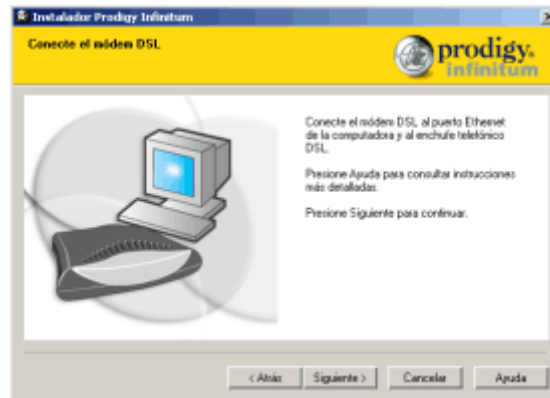 Instalador Prodigy Infinitum
Conecte el módem DSL
prodigy
infinitum
Conecte el módem DSL al puerto Ethernet
de la computadora y al enchufe telefónico
DSL.
Presione Ayuda para consultar instrucciones
más detalladas.
Presione Siguiente para continuar.
< Atrás
Siguiente >
Cancelar
Ayuda